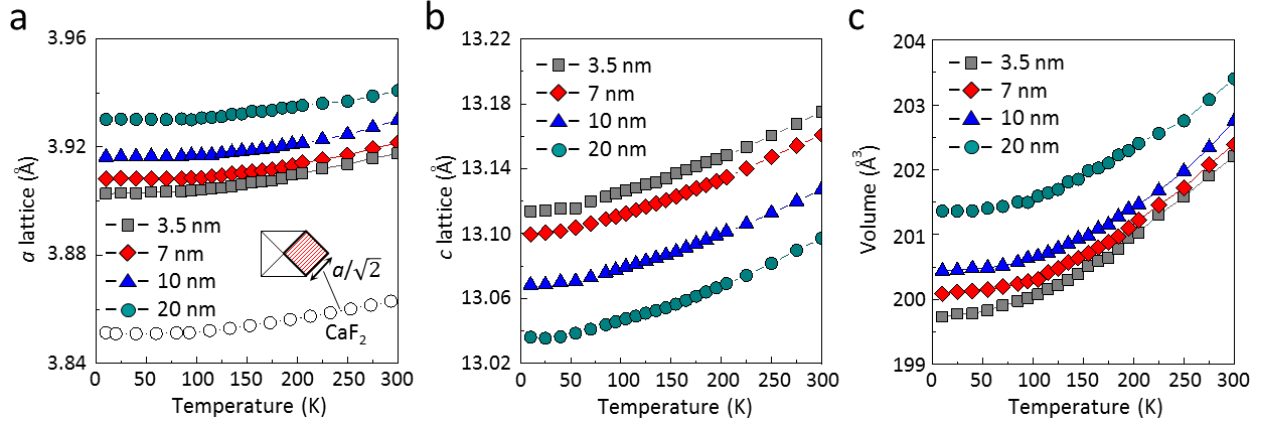 a
3.96
3.92
3.88
3.84
a lattice (Å)
3.5 nm
7 nm
10 nm
20 nm
a/√2
CaF2
0 50 100 150 200 250 300
Temperature (K)
b
13.22
13.18
13.14
13.10
13.06
13.02
c lattice (Å)
3.5 nm
7 nm
10 nm
20 nm
0 50 100 150 200 250 300
Temperature (K)
c
204
203
202
201
200
199
Volume (Å³)
3.5 nm
7 nm
10 nm
20 nm
0 50 100 150 200 250 300
Temperature (K)